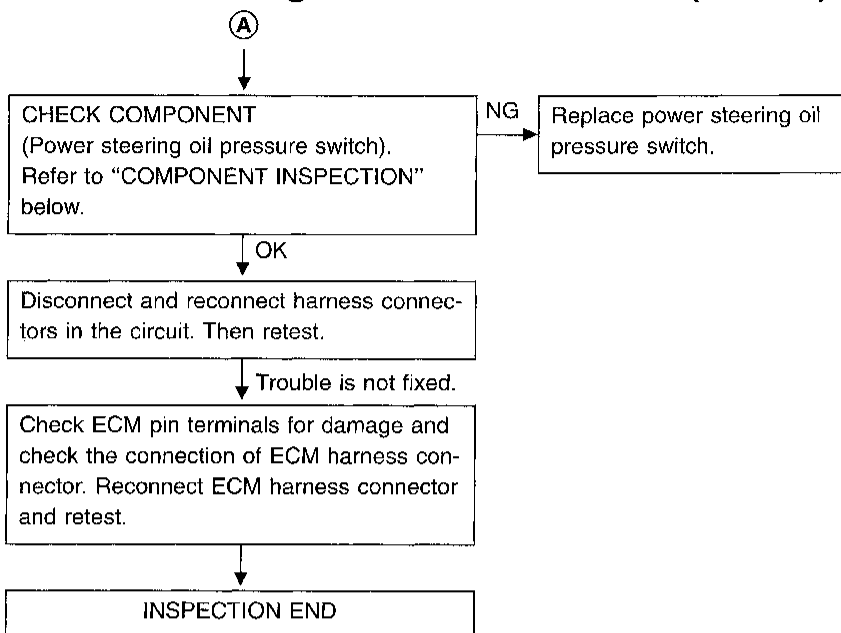 A
CHECK COMPONENT
(Power steering oil pressure switch).
Refer to “COMPONENT INSPECTION”
below.
NG
Replace power steering oil
pressure switch.
OK
Disconnect and reconnect harness connec-
tors in the circuit. Then retest.
Trouble is not fixed.
Check ECM pin terminals for damage and
check the connection of ECM harness con-
nector. Reconnect ECM harness connector
and retest.
INSPECTION END